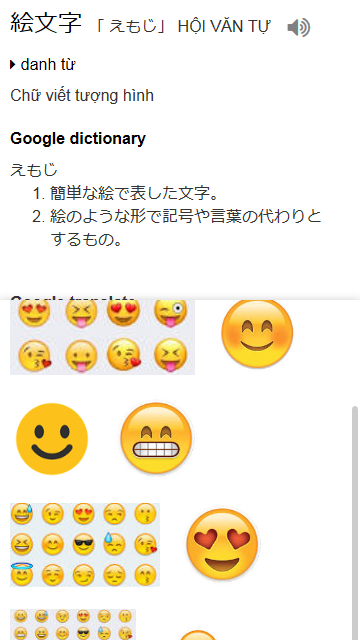 絵文字 「 えもじ」 HỘI VĂN TỰ
danh từ
Chữ viết tượng hình
Google dictionary
えもじ
1. 簡単な絵で表した文字。
2. 絵のような形で記号や言葉の代わりと
するもの。
Google translate